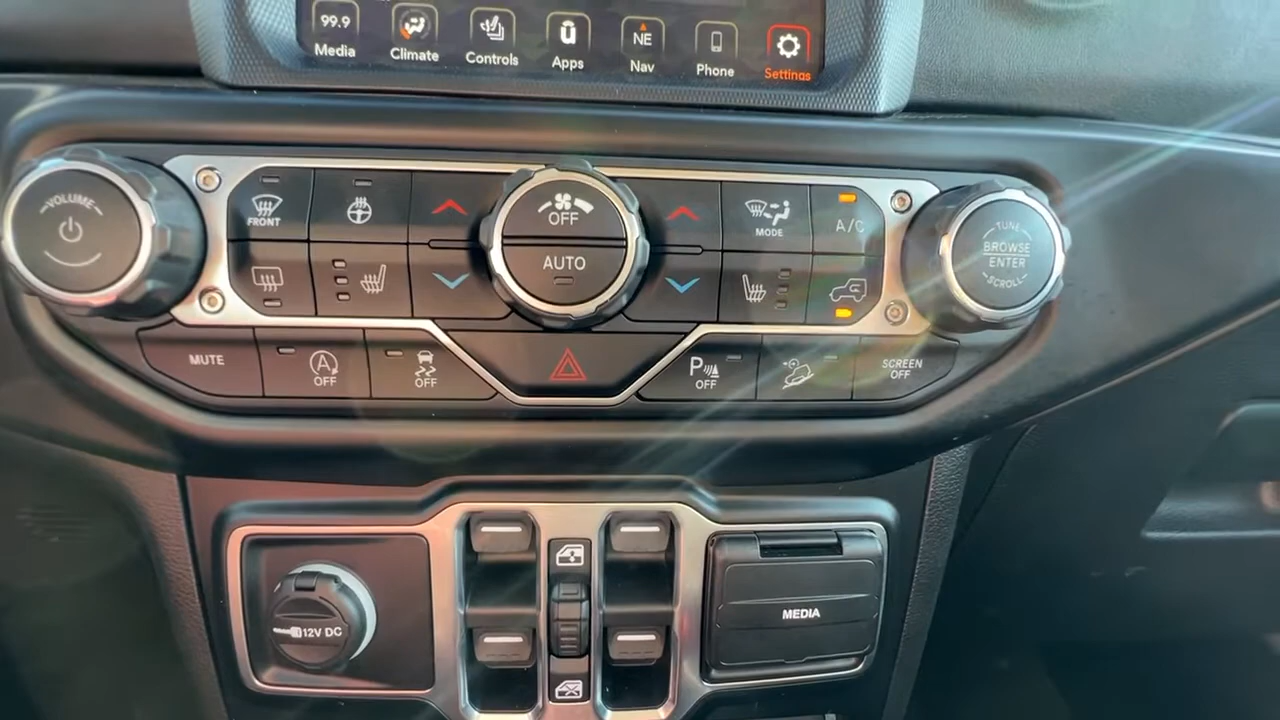 99.9
NE
Media
Climate
Controls
Apps
Nav
Phone
Settings
VOLUME
FRONT
OFF
MODE
A/C
TUNE
BROWSE
ENTER
SCROLL
AUTO
MUTE
A
OFF
OFF
P
OFF
SCREEN
OFF
12V DC
MEDIA